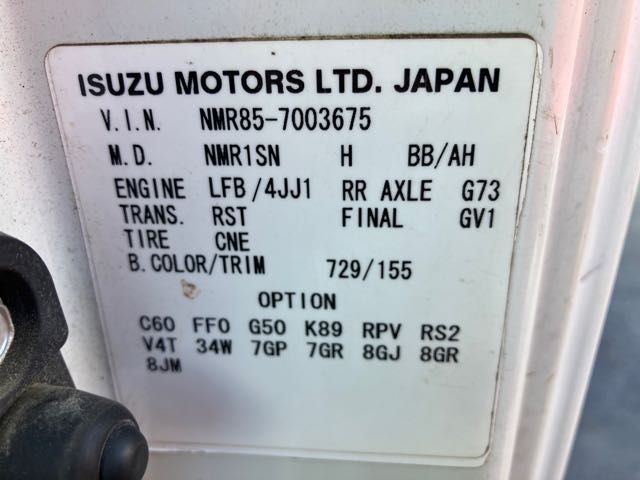 ISUZU MOTORS LTD. JAPAN
V.I.N. NMR85-7003675
M.D. NMR1SN H BB/AH
ENGINE LFB/4JJ1 RR AXLE G73
TRANS. RST FINAL GV1
TIRE CNE
B.COLOR/TRIM 729/155
OPTION
C60 FF0 G50 K89 RPV RS2
V4T 34W 7GP 7GR 8GJ 8GR
8JM